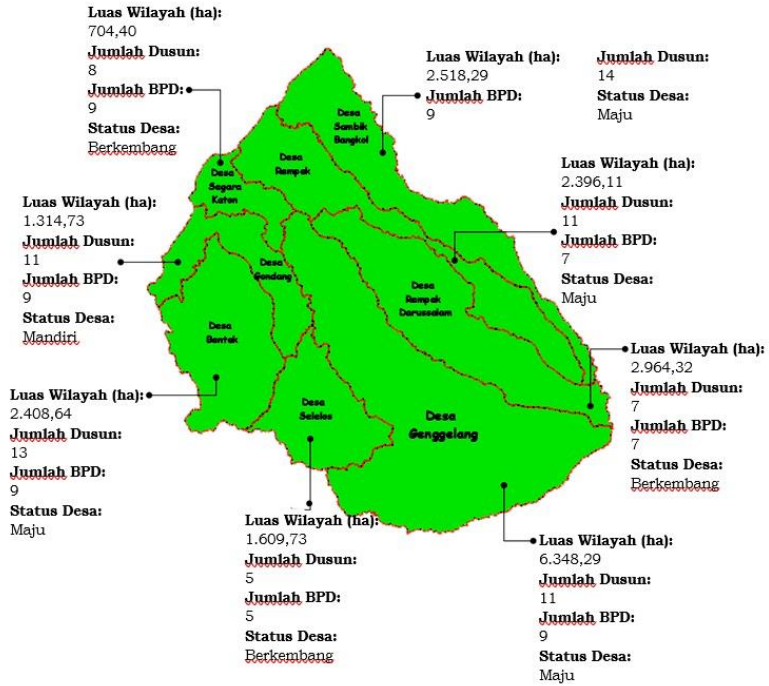 Luas Wilayah (ha):
704,40
Jumlah Dusun:
8
Jumlah BPD:
9
Status Desa:
Berkembang
Luas Wilayah (ha):
2.518,29
Jumlah BPD:
9
Jumlah Dusun:
14
Status Desa:
Maju
Luas Wilayah (ha):
2.396,11
Jumlah Dusun:
11
Jumlah BPD:
7
Status Desa:
Maju
Luas Wilayah (ha):
1.314,73
Jumlah Dusun:
11
Jumlah BPD:
9
Status Desa:
Mandiri
Desa
Sambik
Bangkol
Desa
Rempek
Desa
Segara
Katon
Desa
Gondang
Desa
Rempek
Darussalam
Desa
Bentek
Desa
Selelos
Desa
Genggelang
Luas Wilayah (ha):
2.964,32
Jumlah Dusun:
7
Jumlah BPD:
7
Status Desa:
Berkembang
Luas Wilayah (ha):
2.408,64
Jumlah Dusun:
13
Jumlah BPD:
9
Status Desa:
Maju
Luas Wilayah (ha):
1.609,73
Jumlah Dusun:
5
Jumlah BPD:
5
Status Desa:
Berkembang
Luas Wilayah (ha):
6.348,29
Jumlah Dusun:
11
Jumlah BPD:
9
Status Desa:
Maju